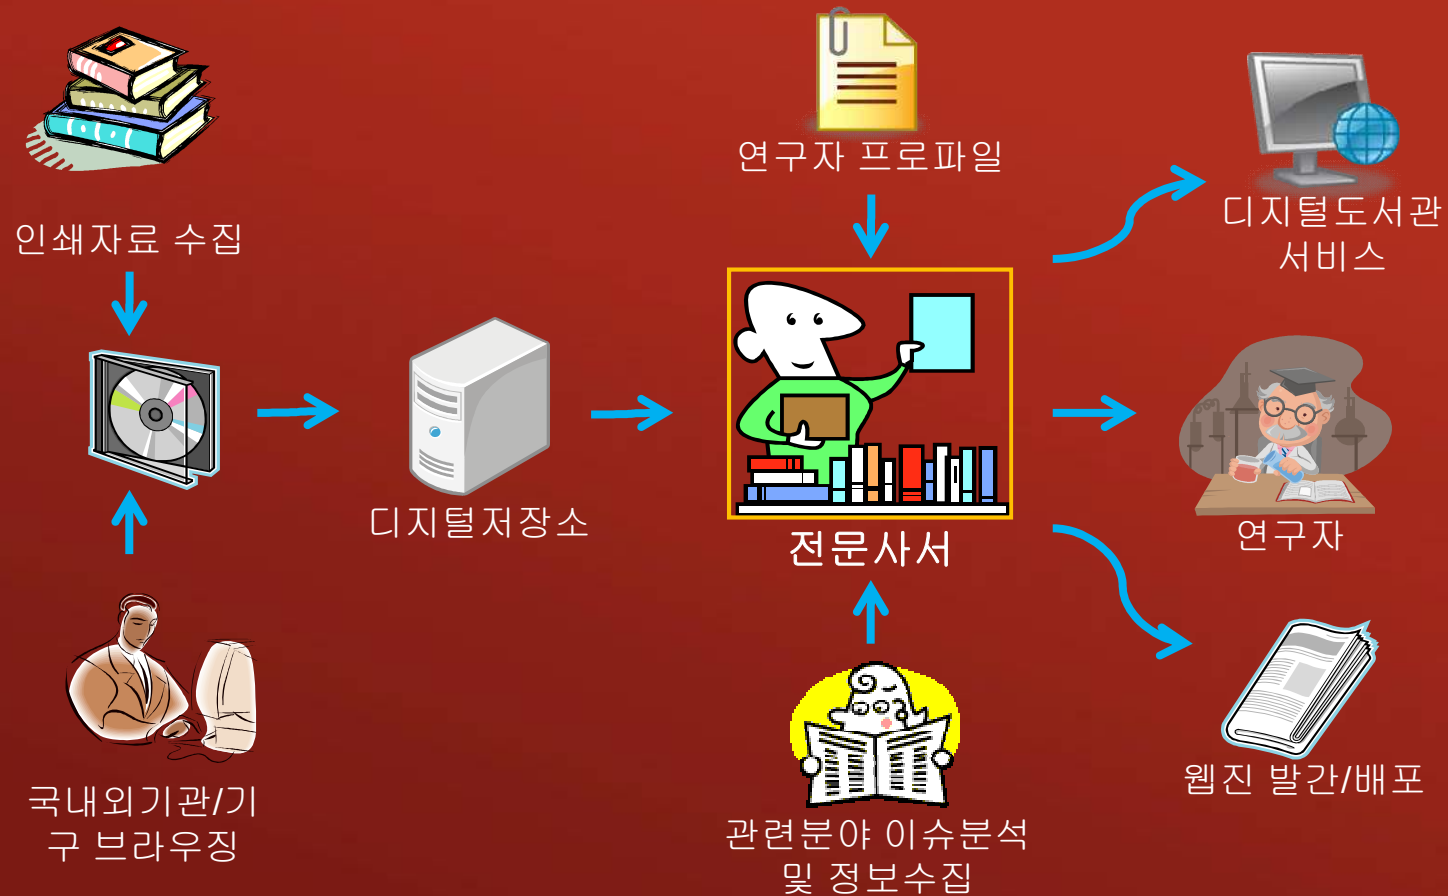 연구자 프로파일
디지털도서관
서비스
인쇄자료 수집
디지털저장소
전문사서
연구자
국내외기관/기
구 브라우징
관련분야 이슈분석
및 정보수집
웹진 발간/배포